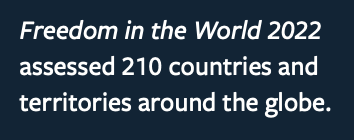 Freedom in the World 2022
assessed 210 countries and
territories around the globe.